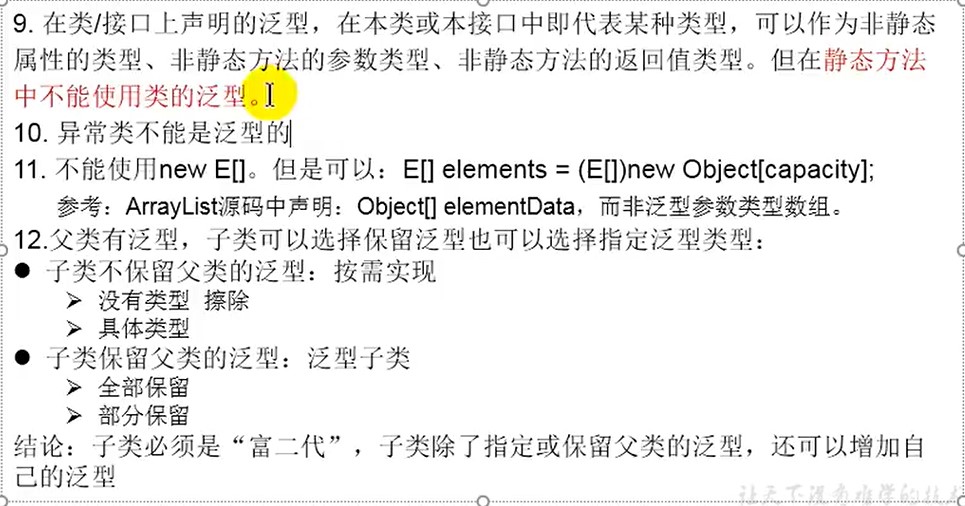 9. 在类/接口上声明的泛型，在本类或本接口中即代表某种类型，可以作为非静态
属性的类型、非静态方法的参数类型、非静态方法的返回值类型。但在静态方法
中不能使用类的泛型。
10. 异常类不能是泛型的
11. 不能使用new E[]。但是可以：E[] elements = (E[])new Object[capacity];
参考：ArrayList源码中声明：Object[] elementData，而非泛型参数类型数组。
12.父类有泛型，子类可以选择保留泛型也可以选择指定泛型类型：
● 子类不保留父类的泛型：按需实现
➢ 没有类型 擦除
➢ 具体类型
● 子类保留父类的泛型：泛型子类
➢ 全部保留
➢ 部分保留
结论：子类必须是“富二代”，子类除了指定或保留父类的泛型，还可以增加自
己的泛型
让天下没有难学的技术